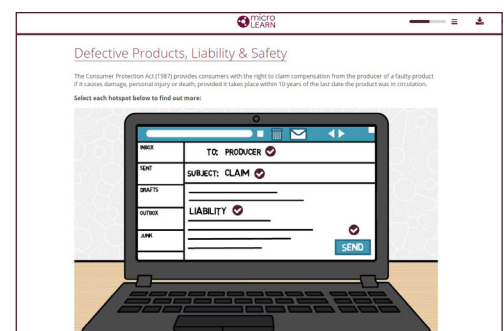 micro
LEARN
Defective Products, Liability & Safety
The Consumer Protection Act (1987) provides consumers with the right to claim compensation from the producer of a faulty product
if it causes damage, personal injury or death, provided it takes place within 10 years of the last date the product was in circulation.
Select each hotspot below to find out more:
INBOX
TO: PRODUCER
SENT
SUBJECT: CLAIM
DRAFTS
OUTBOX
LIABILITY
JUNK
SEND